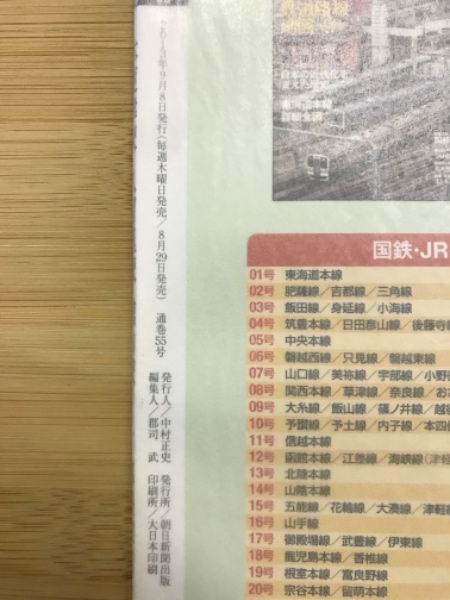 2013年9月8日発行(毎週木曜日発売/8月29日発売) 通巻55号
発行人/中村正史 発行所/朝日新聞出版
編集人/郡司 武 印刷所/大日本印刷
国鉄・JR
01号 東海道本線
02号 肥薩線/吉都線/三角線
03号 飯田線/身延線/小海線
04号 筑豊本線/日田彦山線/後藤寺線
05号 中央本線
06号 磐越西線/只見線/磐越東線
07号 山口線/美祢線/宇部線/小野
08号 関西本線/草津線/奈良線/お
09号 大糸線/飯山線/篠ノ井線/越
10号 予讃線/予土線/内子線/本四
11号 信越本線
12号 函館本線/江差線/海峡線(津軽
13号 北陸本線
14号 山陰本線
15号 五能線/花輪線/大湊線/津軽
16号 山手線
17号 御殿場線/武豊線/伊東線
18号 鹿児島本線/香椎線
19号 根室本線/富良野線
20号 宗谷本線/留萌本線